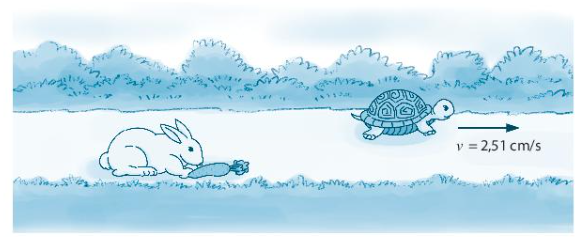 v = 2,51 cm/s